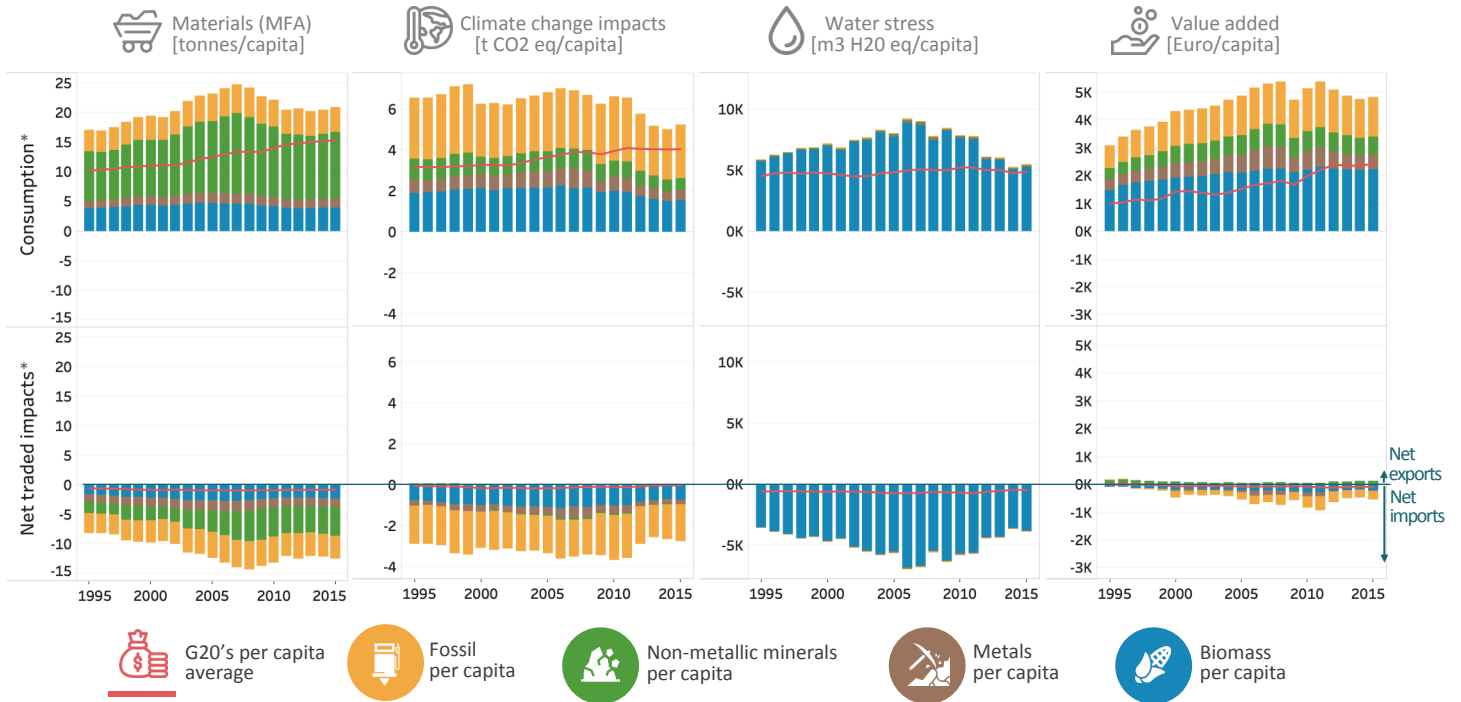 Materials (MFA)
[tonnes/capita]
Climate change impacts
[t CO2 eq/capita]
Water stress
[m3 H20 eq/capita]
Value added
[Euro/capita]
Consumption*
25
20
15
10
5
0
-5
-10
-15
6
4
2
0
-2
-4
10K
5K
0K
-5K
5K
4K
3K
2K
1K
0K
-1K
-2K
-3K
Net traded impacts*
25
20
15
10
5
0
-5
-10
-15
6
4
2
0
-2
-4
10K
5K
0K
-5K
5K
4K
3K
2K
1K
0K
-1K
-2K
-3K
Net
exports
Net
imports
1995 2000 2005 2010 2015
1995 2000 2005 2010 2015
1995 2000 2005 2010 2015
1995 2000 2005 2010 2015
$
G20's per capita
average
Fossil
per capita
Non-metallic minerals
per capita
Metals
per capita
Biomass
per capita